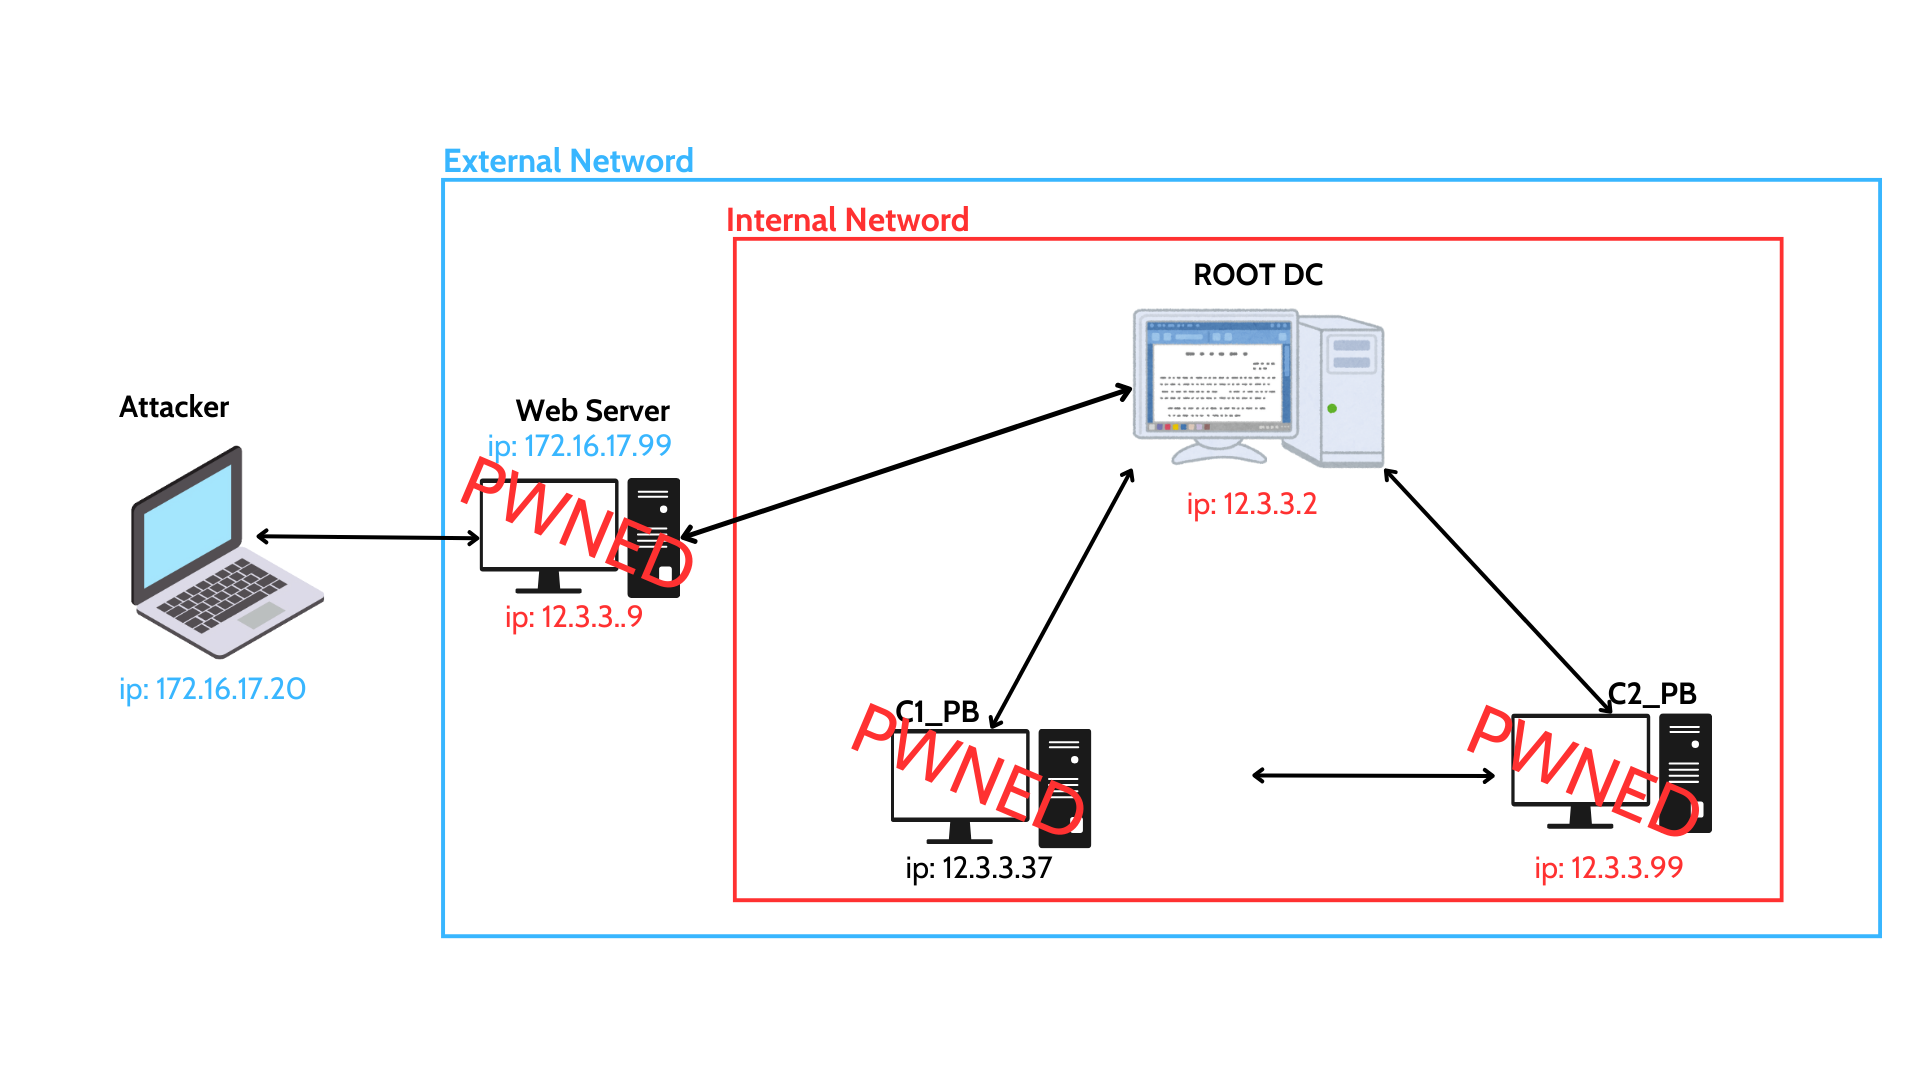 External Netword
Internal Netword
ROOT DC
ip: 12.3.3.2
Attacker
ip: 172.16.17.20
Web Server
ip: 172.16.17.99
PWNED
ip: 12.3.3..9
C1_PB
PWNED
ip: 12.3.3.37
C2_PB
PWNED
ip: 12.3.3.99